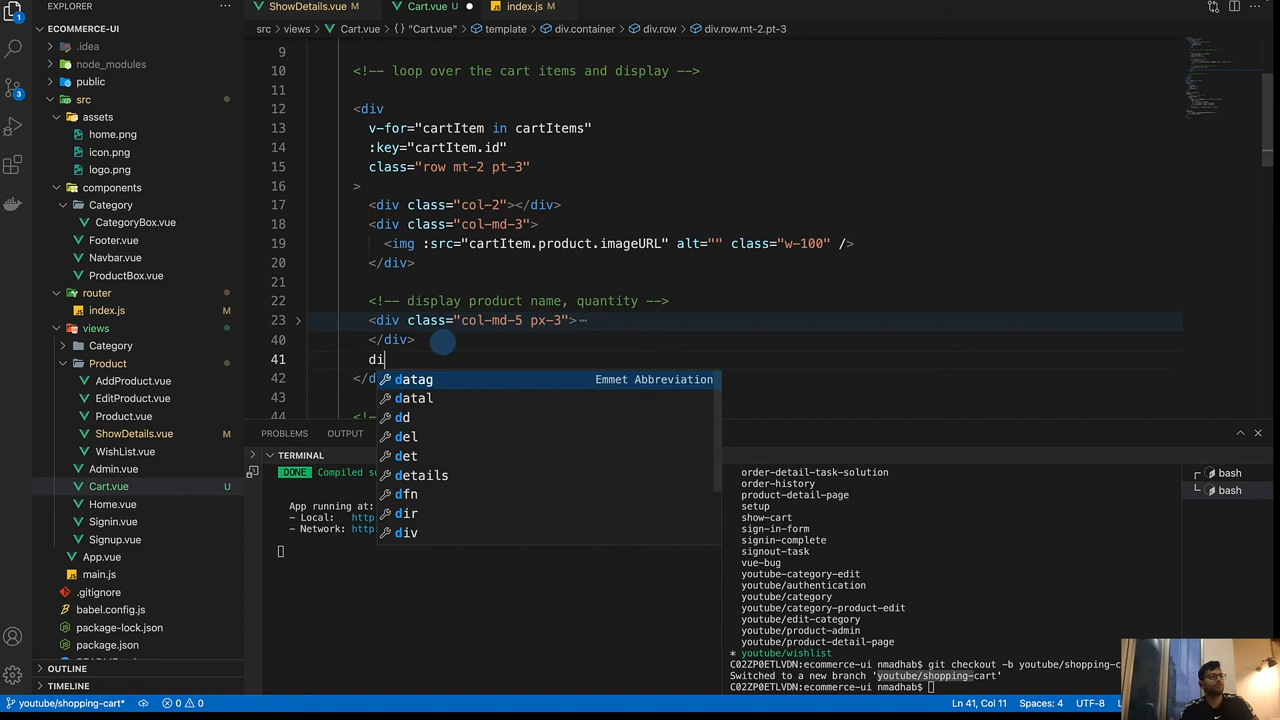 EXPLORER
ShowDetails.vue M
Cart.vue U
index.js M
ECOMMERCE-UI
src > views > Cart.vue > {} "Cart.vue" > template > div.container > div.row > div.row.mt-2.pt-3
.idea
node_modules
public
src
assets
home.png
icon.png
logo.png
components
Category
CategoryBox.vue
Footer.vue
Navbar.vue
ProductBox.vue
router
index.js M
views
Category
Product
AddProduct.vue
EditProduct.vue
Product.vue
ShowDetails.vue M
WishList.vue
Admin.vue
Cart.vue U
Home.vue
Signin.vue
Signup.vue
App.vue
main.js
.gitignore
babel.config.js
package-lock.json
package.json
OUTLINE
TIMELINE
9
10 <!-- loop over the cart items and display -->
11
12 <div
13 v-for="cartItem in cartItems"
14 :key="cartItem.id"
15 class="row mt-2 pt-3"
16 >
17 <div class="col-2"></div>
18 <div class="col-md-3">
19 <img :src="cartItem.product.imageURL" alt="" class="w-100" />
20 </div>
21
22 <!-- display product name, quantity -->
23 <div class="col-md-5 px-3">
40 </div>
41 di
42 </d
43
44
datag Emmet Abbreviation
datal
dd
del
det
details
dfn
dir
div
PROBLEMS OUTPUT
TERMINAL
DONE Compiled su
App running at:
- Local: http:
- Network: http:
order-detail-task-solution
order-history
product-detail-page
setup
show-cart
sign-in-form
signin-complete
signout-task
vue-bug
youtube-category-edit
youtube/authentication
youtube/category
youtube/category-product-edit
youtube/edit-category
youtube/product-admin
youtube/product-detail-page
* youtube/wishlist
C02ZP0ETLVDN:ecommerce-ui nmadhab$ git checkout -b youtube/shopping-c
Switched to a new branch 'youtube/shopping-cart'
C02ZP0ETLVDN:ecommerce-ui nmadhab$
bash
bash
youtube/shopping-cart* 0 0 Ln 41, Col 11 Spaces: 4 UTF-8